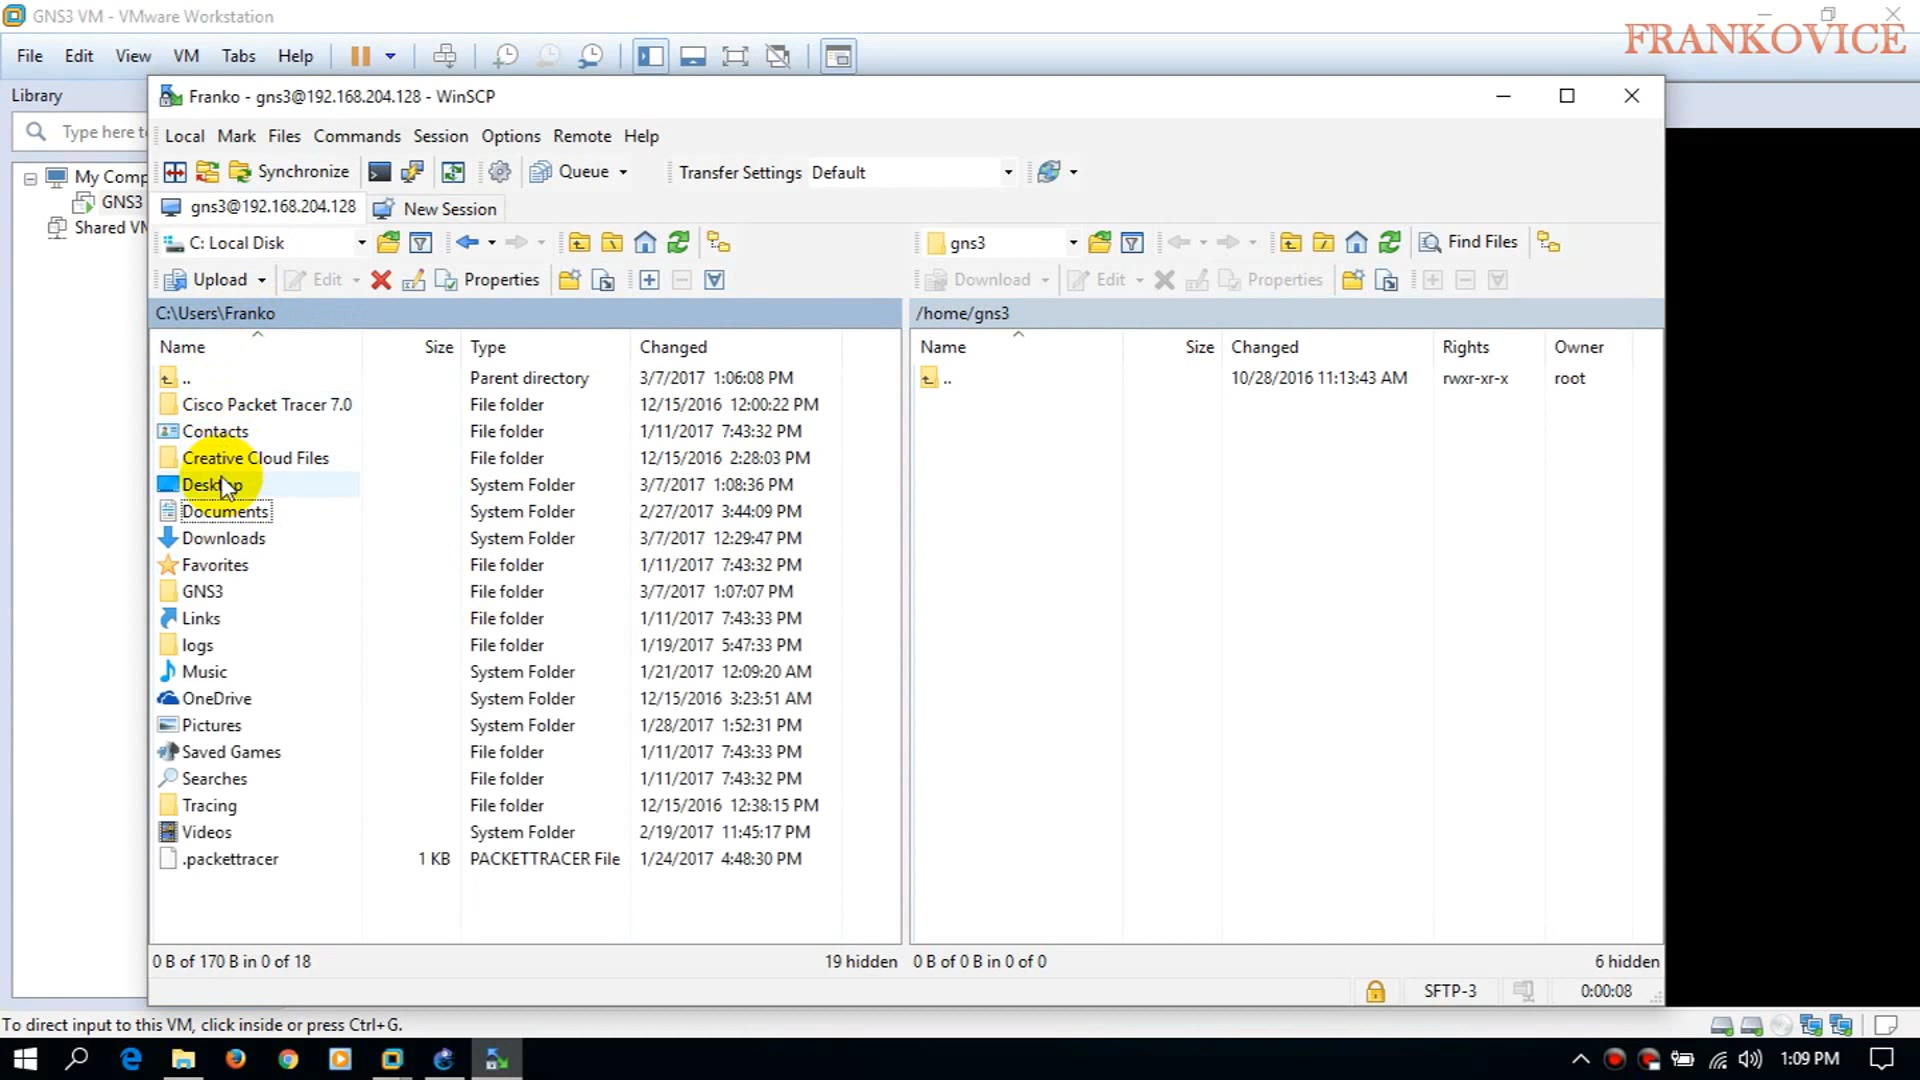 GNS3 VM - VMware Workstation
FRANKOVICE
File Edit View VM Tabs Help
Library
Type here to
My Comp
GNS3
Shared VM
Franko - gns3@192.168.204.128 - WinSCP
Local Mark Files Commands Session Options Remote Help
Synchronize Queue Transfer Settings Default
gns3@192.168.204.128 New Session
C: Local Disk gns3 Find Files
Upload Edit Properties Download Edit Properties
C:\Users\Franko /home/gns3
Name Size Type Changed Name Size Changed Rights Owner
.. Parent directory 3/7/2017 1:06:08 PM .. 10/28/2016 11:13:43 AM rwxr-xr-x root
Cisco Packet Tracer 7.0 File folder 12/15/2016 12:00:22 PM
Contacts File folder 1/11/2017 7:43:32 PM
Creative Cloud Files File folder 12/15/2016 2:28:03 PM
Desktop System Folder 3/7/2017 1:08:36 PM
Documents System Folder 2/27/2017 3:44:09 PM
Downloads System Folder 3/7/2017 12:29:47 PM
Favorites File folder 1/11/2017 7:43:32 PM
GNS3 File folder 3/7/2017 1:07:07 PM
Links File folder 1/11/2017 7:43:33 PM
logs File folder 1/19/2017 5:47:33 PM
Music System Folder 1/21/2017 12:09:20 AM
OneDrive System Folder 12/15/2016 3:23:51 AM
Pictures System Folder 1/28/2017 1:52:31 PM
Saved Games File folder 1/11/2017 7:43:33 PM
Searches File folder 1/11/2017 7:43:32 PM
Tracing File folder 12/15/2016 12:38:15 PM
Videos System Folder 2/19/2017 11:45:17 PM
.packettracer 1 KB PACKETTRACER File 1/24/2017 4:48:30 PM
0 B of 170 B in 0 of 18 19 hidden 0 B of 0 B in 0 of 0 6 hidden
SFTP-3 0:00:08
To direct input to this VM, click inside or press Ctrl+G.
1:09 PM